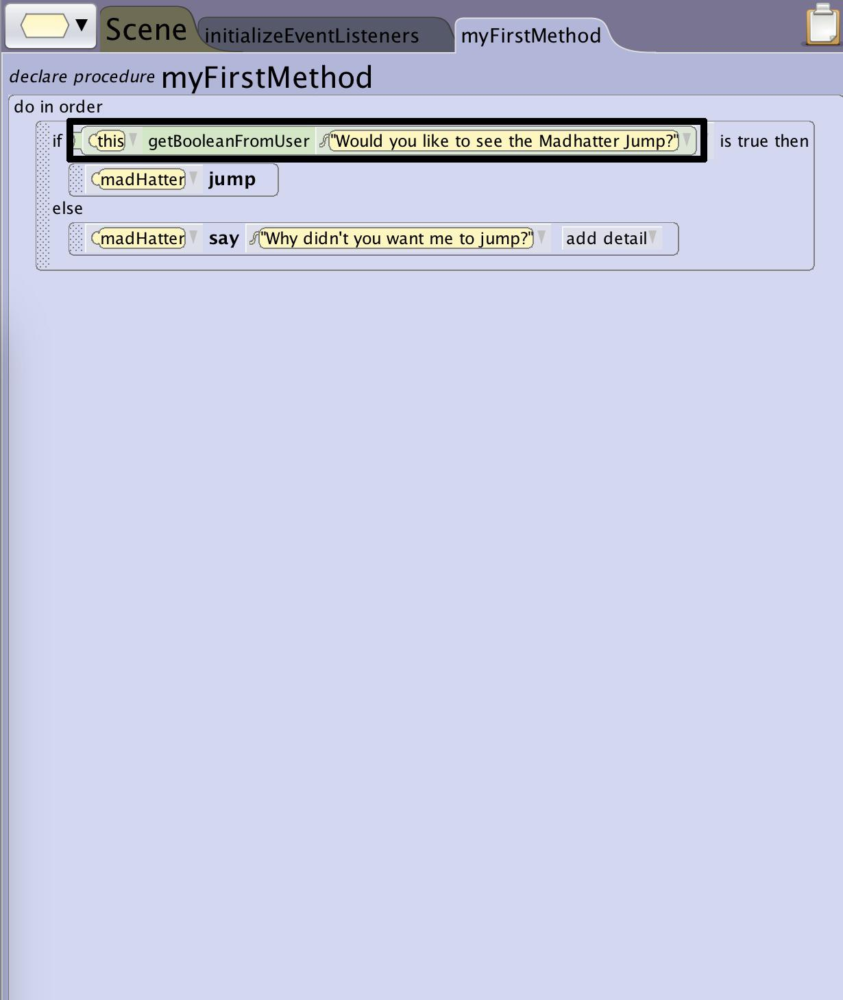 Scene initializeEventListeners myFirstMethod
declare procedure myFirstMethod
do in order
if this getBooleanFromUser "Would you like to see the Madhatter Jump?" is true then
madHatter jump
else
madHatter say "Why didn't you want me to jump?" add detail